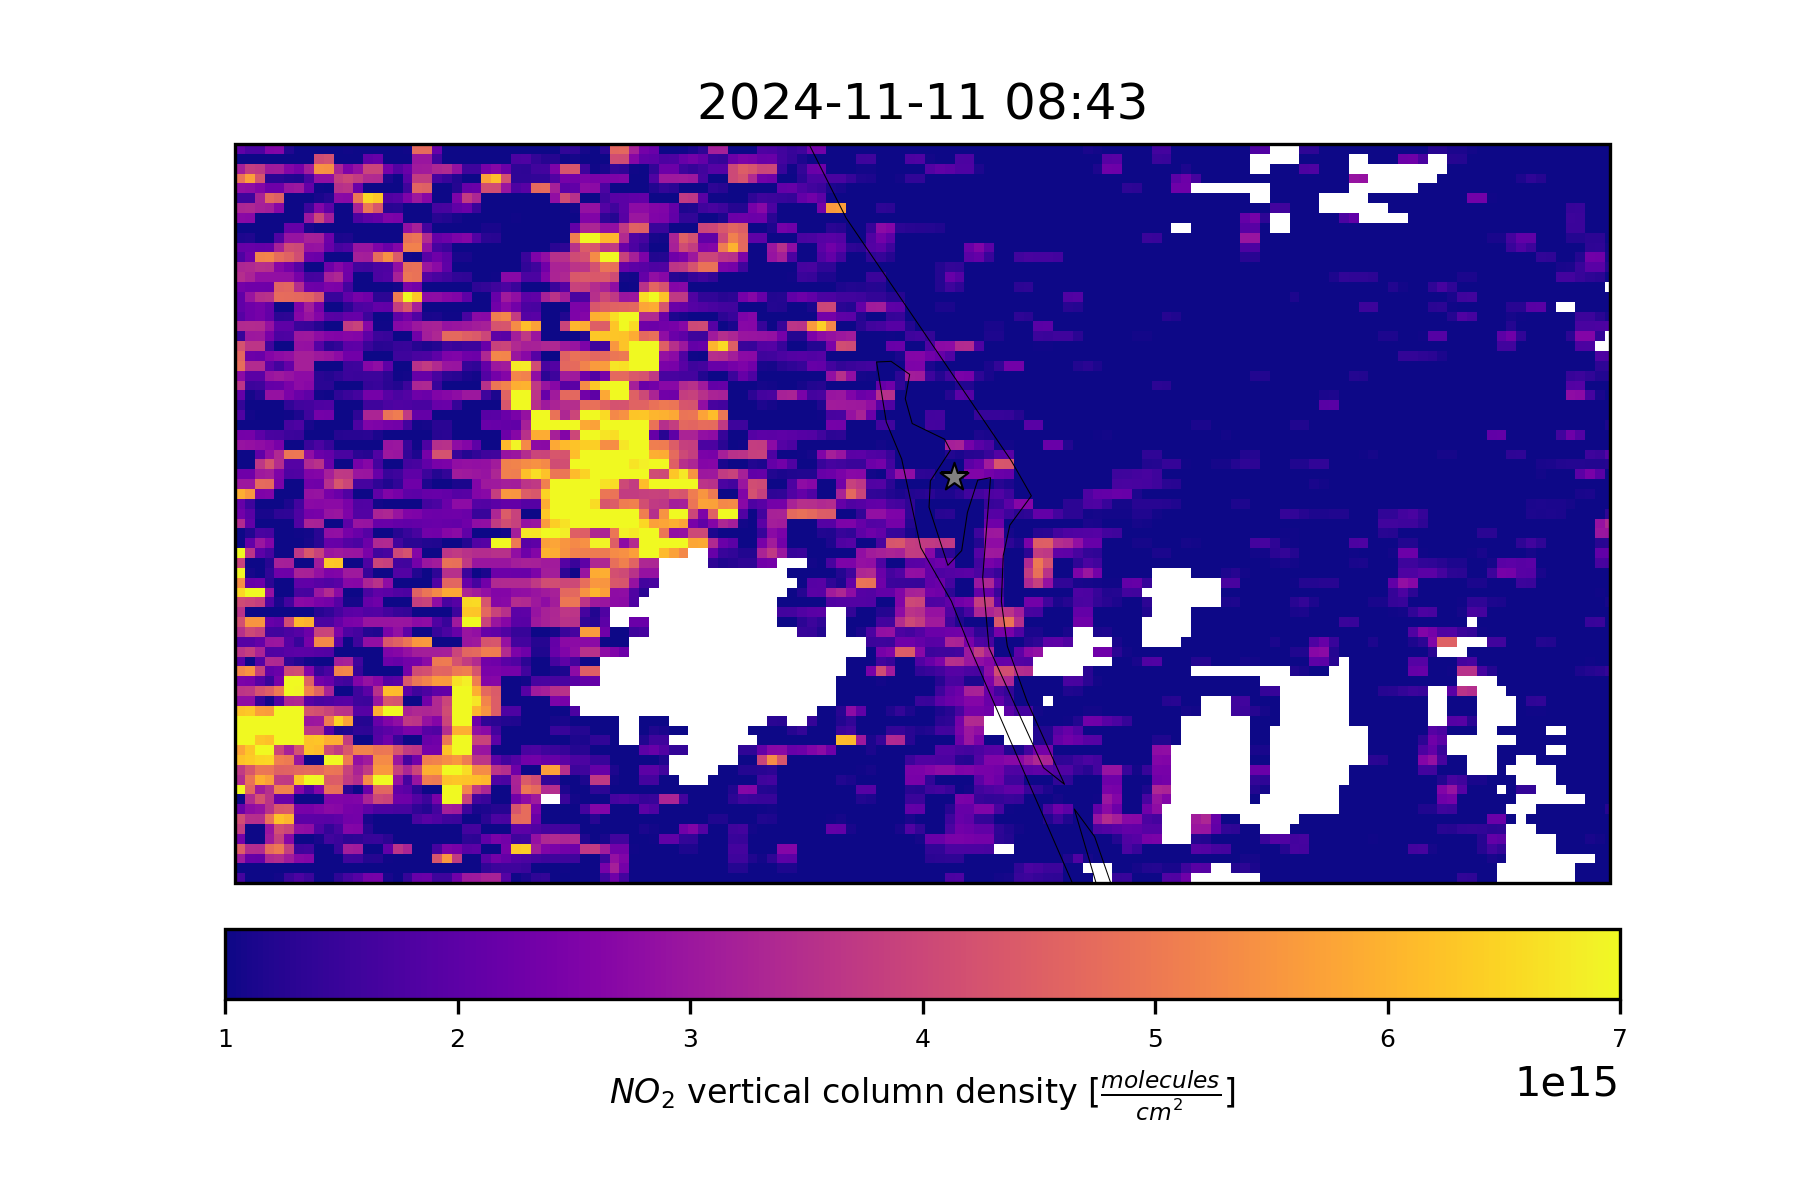 2024-11-11 08:43
1 2 3 4 5 6 7
1e15
NO₂ vertical column density [molecules/cm²]